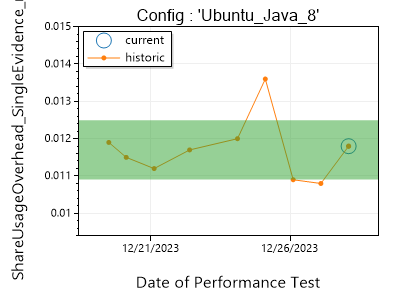 Config : 'Ubuntu_Java_8'
current
historic
0.015
0.014
0.013
0.012
0.011
0.01
12/21/2023
12/26/2023
Date of Performance Test
ShareUsageOverhead_SingleEvidence_